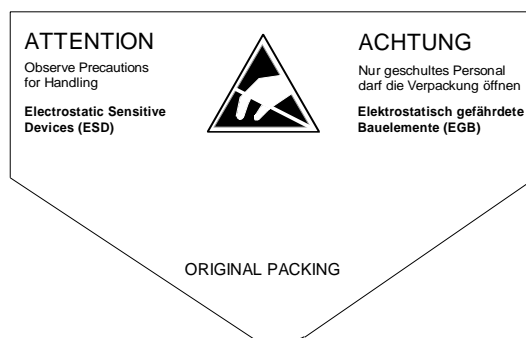 ATTENTION
Observe Precautions
for Handling
Electrostatic Sensitive
Devices (ESD)
ACHTUNG
Nur geschultes Personal
darf die Verpackung öffnen
Elektrostatisch gefährdete
Bauelemente (EGB)
ORIGINAL PACKING